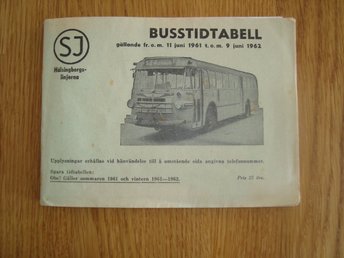 SJ
Hälsingborgs-
linjerna
BUSSTIDTABELL
gällande fr. o. m. 11 juni 1961 t. o. m. 9 juni 1962
Upplysningar erhållas vid hänvändelse till å omstående sida angivna telefonnummer.
Spara tidtabellen:
Obs! Gäller sommaren 1961 och vintern 1961—1962.
Pris 25 öre.